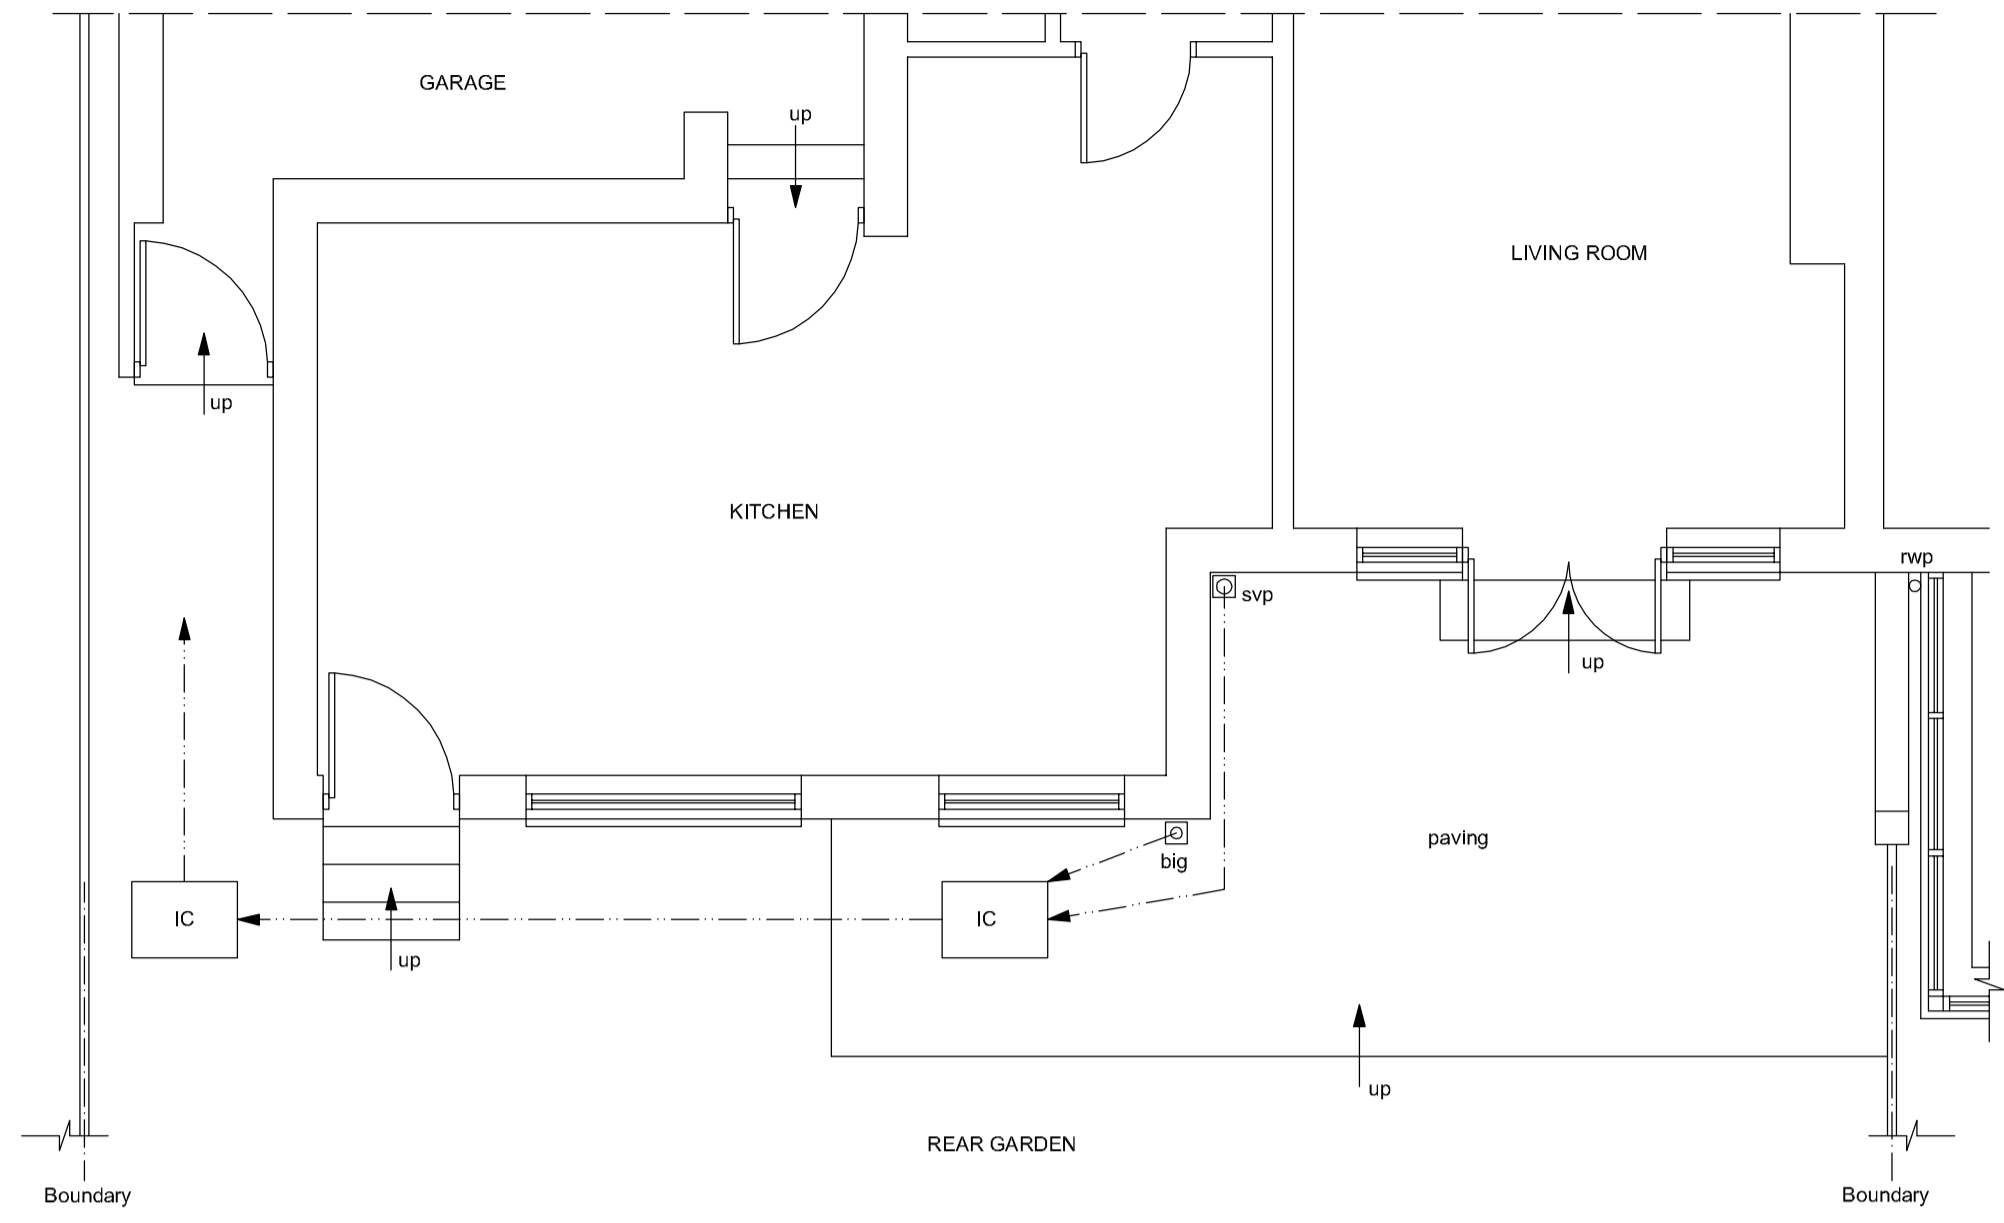 GARAGE
up
LIVING ROOM
up
KITCHEN
rwp
svp
up
paving
big
IC
IC
up
up
REAR GARDEN
Boundary
Boundary